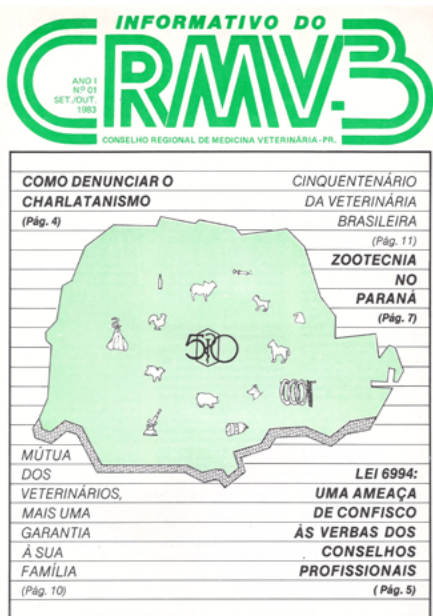 INFORMATIVO DO
CRMV-3
ANO I
Nº 01
SET./OUT.
1983
CONSELHO REGIONAL DE MEDICINA VETERINÁRIA - PR.
COMO DENUNCIAR O
CHARLATANISMO
(Pág. 4)
CINQUENTENÁRIO
DA VETERINÁRIA
BRASILEIRA
(Pág. 11)
ZOOTECNIA
NO
PARANÁ
(Pág. 7)
50
MÚTUA
DOS
VETERINÁRIOS,
MAIS UMA
GARANTIA
À SUA
FAMÍLIA
(Pág. 10)
LEI 6994:
UMA AMEAÇA
DE CONFISCO
ÀS VERBAS DOS
CONSELHOS
PROFISSIONAIS
( Pág. 5)